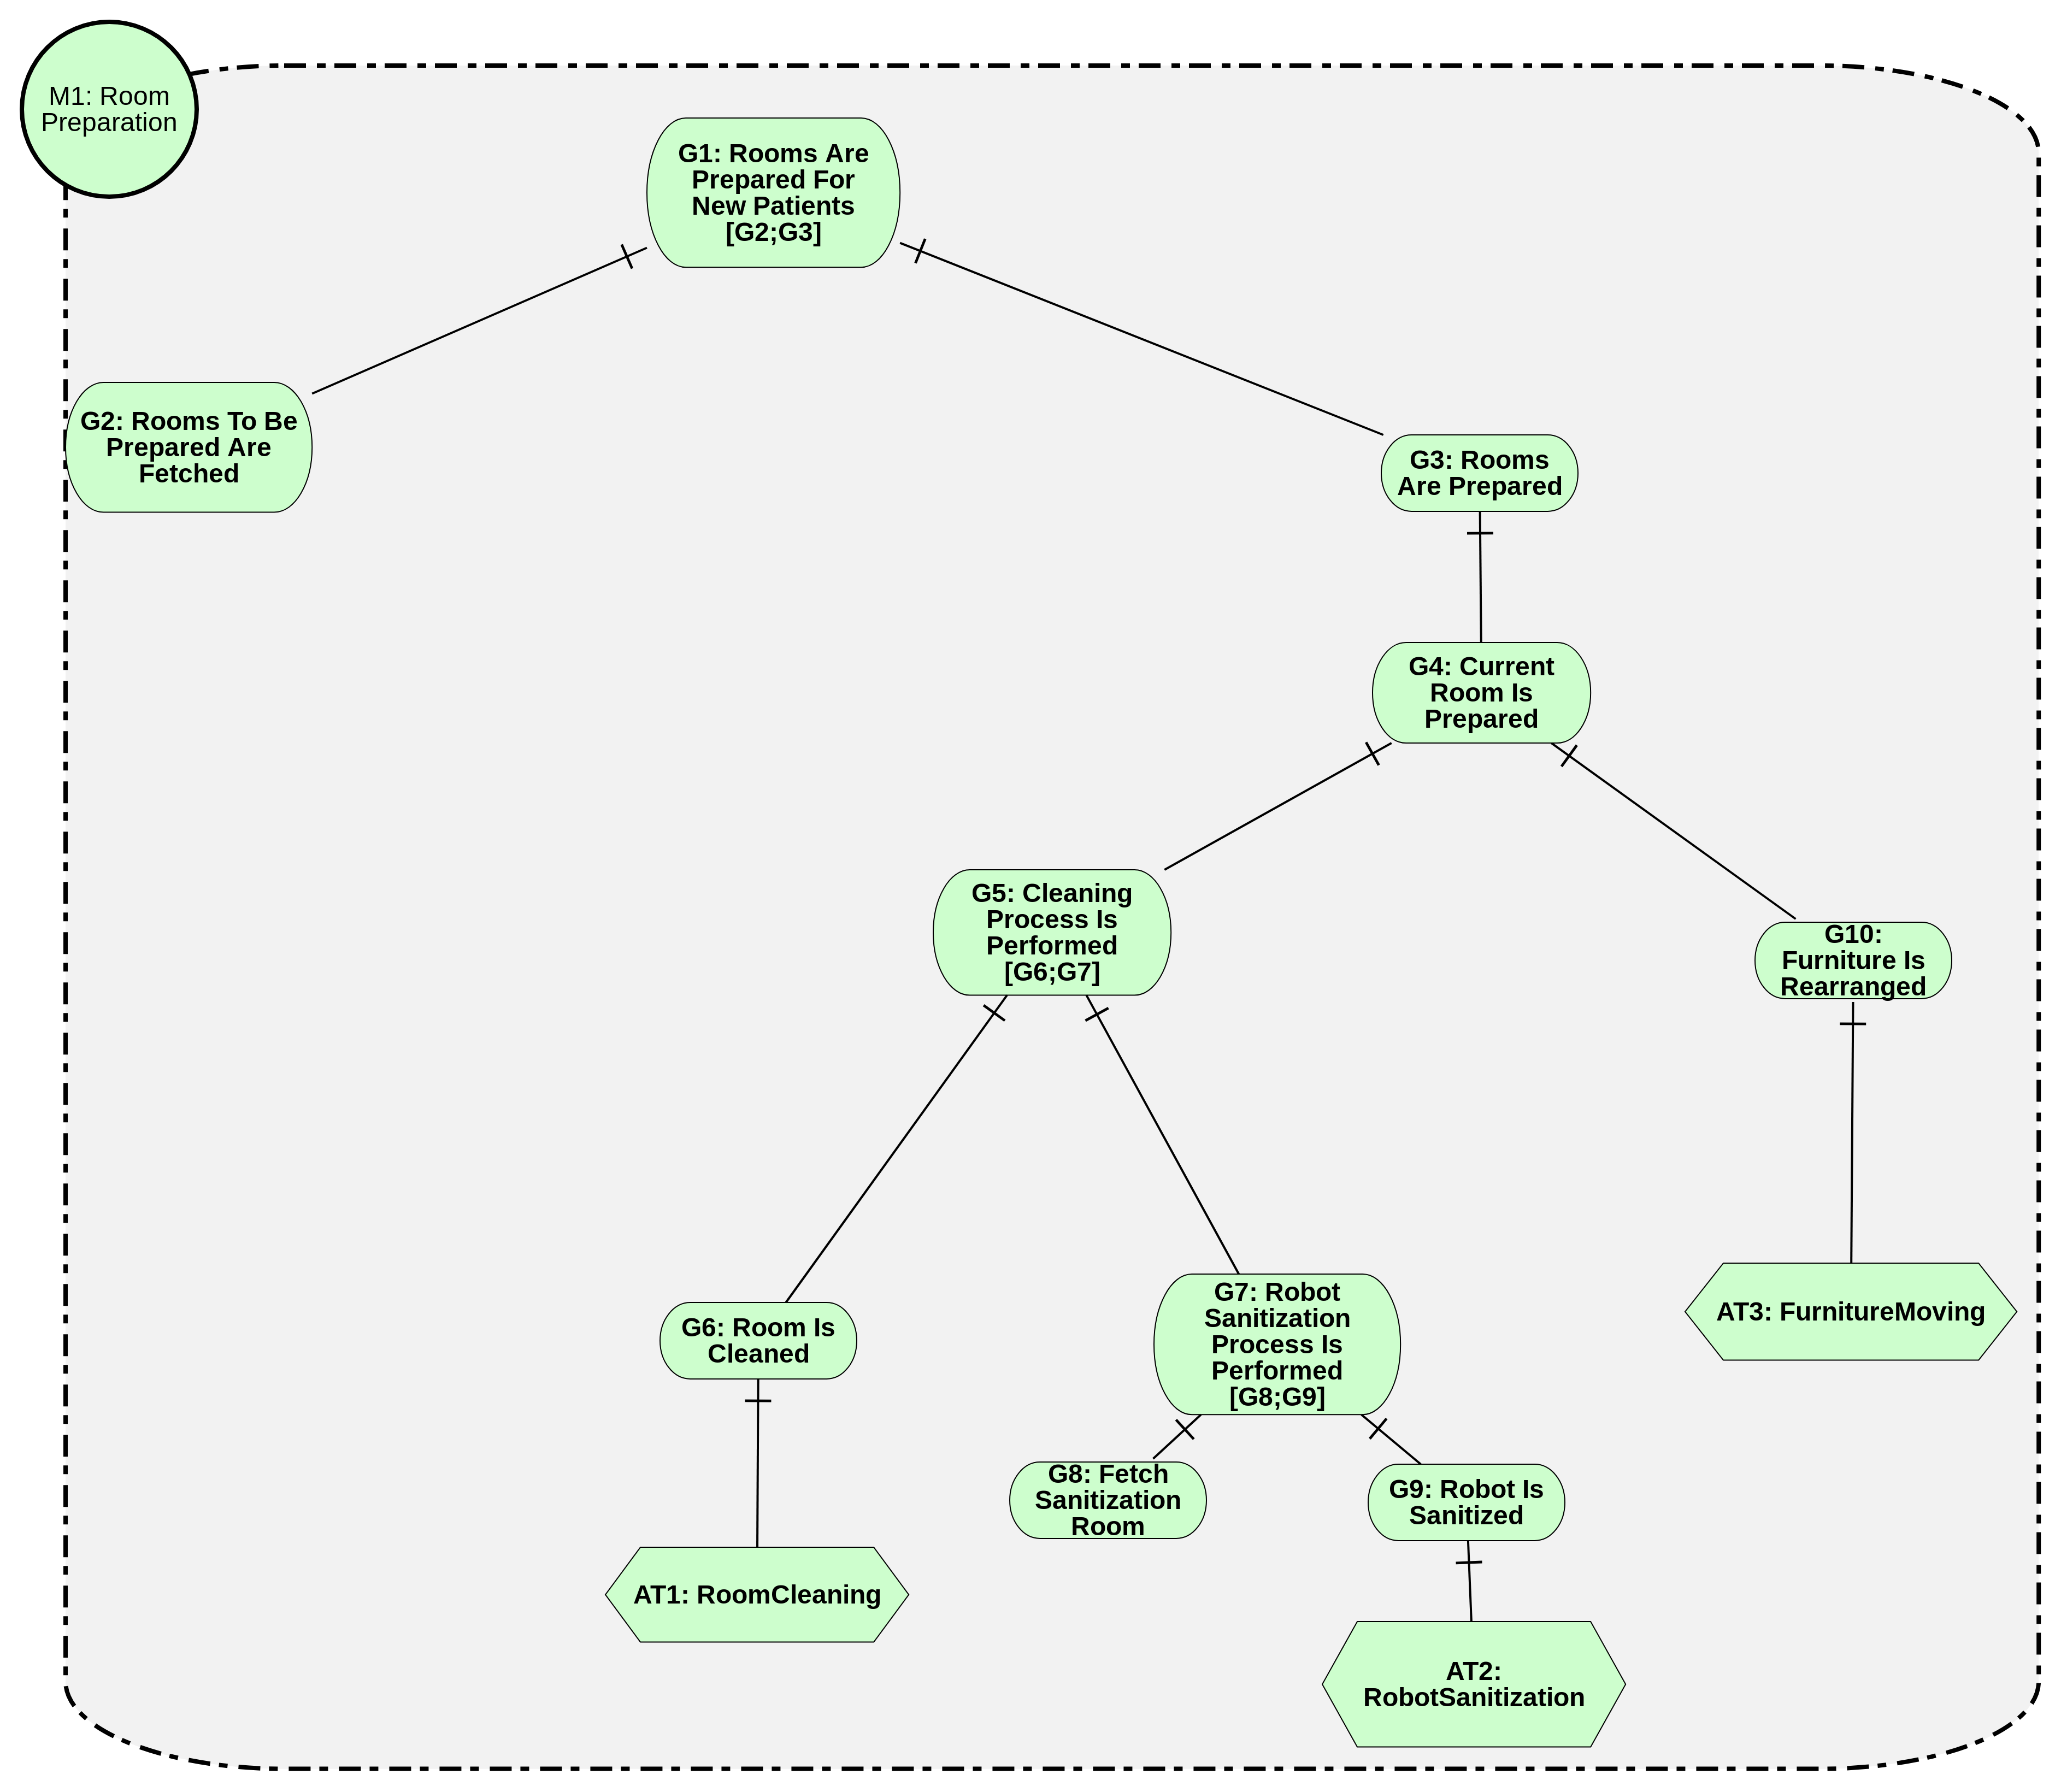 M1: Room
Preparation
G1: Rooms Are
Prepared For
New Patients
[G2;G3]
G2: Rooms To Be
Prepared Are
Fetched
G3: Rooms
Are Prepared
G4: Current
Room Is
Prepared
G5: Cleaning
Process Is
Performed
[G6;G7]
G10:
Furniture Is
Rearranged
G6: Room Is
Cleaned
G7: Robot
Sanitization
Process Is
Performed
[G8;G9]
AT3: FurnitureMoving
G8: Fetch
Sanitization
Room
G9: Robot Is
Sanitized
AT1: RoomCleaning
AT2:
RobotSanitization